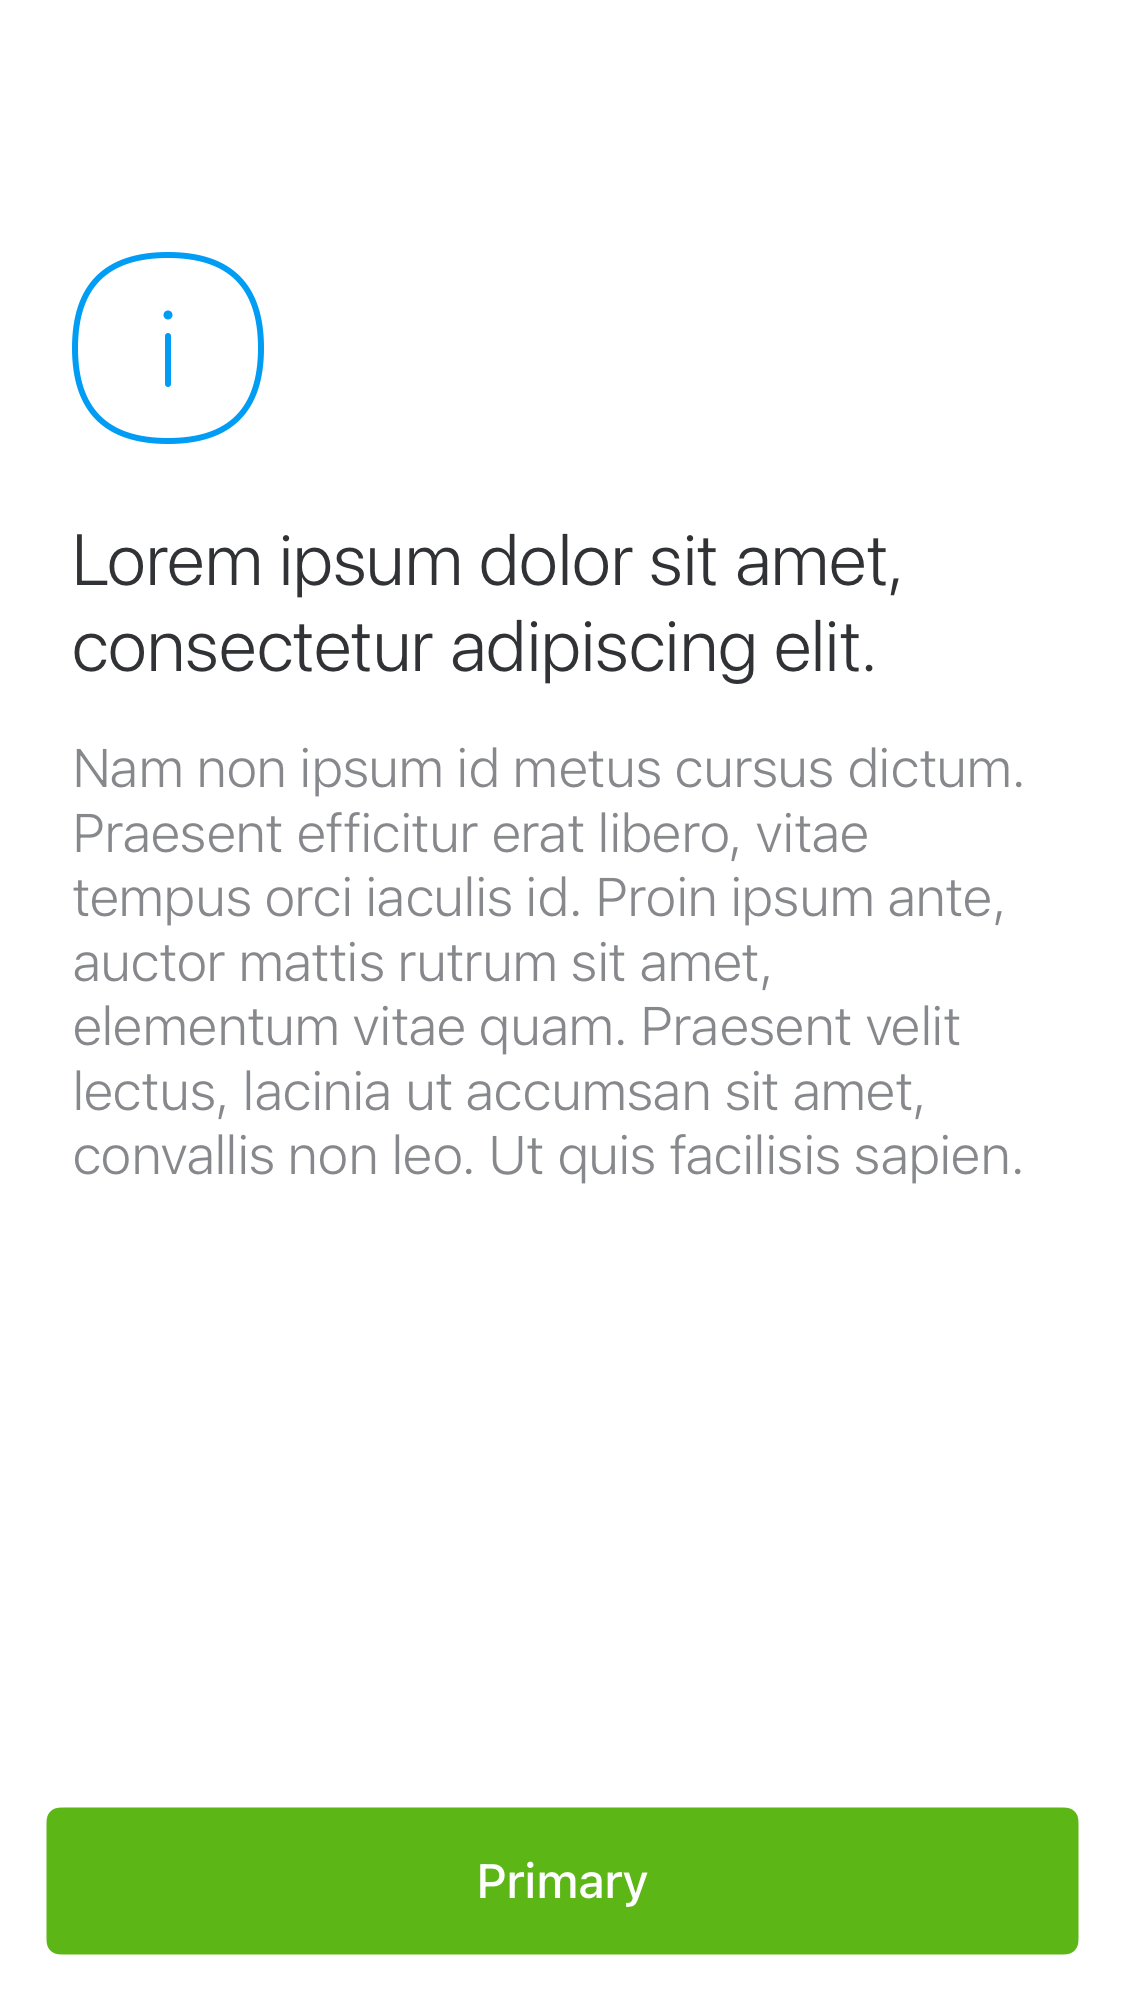 Lorem ipsum dolor sit amet,
consectetur adipiscing elit.
Nam non ipsum id metus cursus dictum.
Praesent efficitur erat libero, vitae
tempus orci iaculis id. Proin ipsum ante,
auctor mattis rutrum sit amet,
elementum vitae quam. Praesent velit
lectus, lacinia ut accumsan sit amet,
convallis non leo. Ut quis facilisis sapien.
Primary